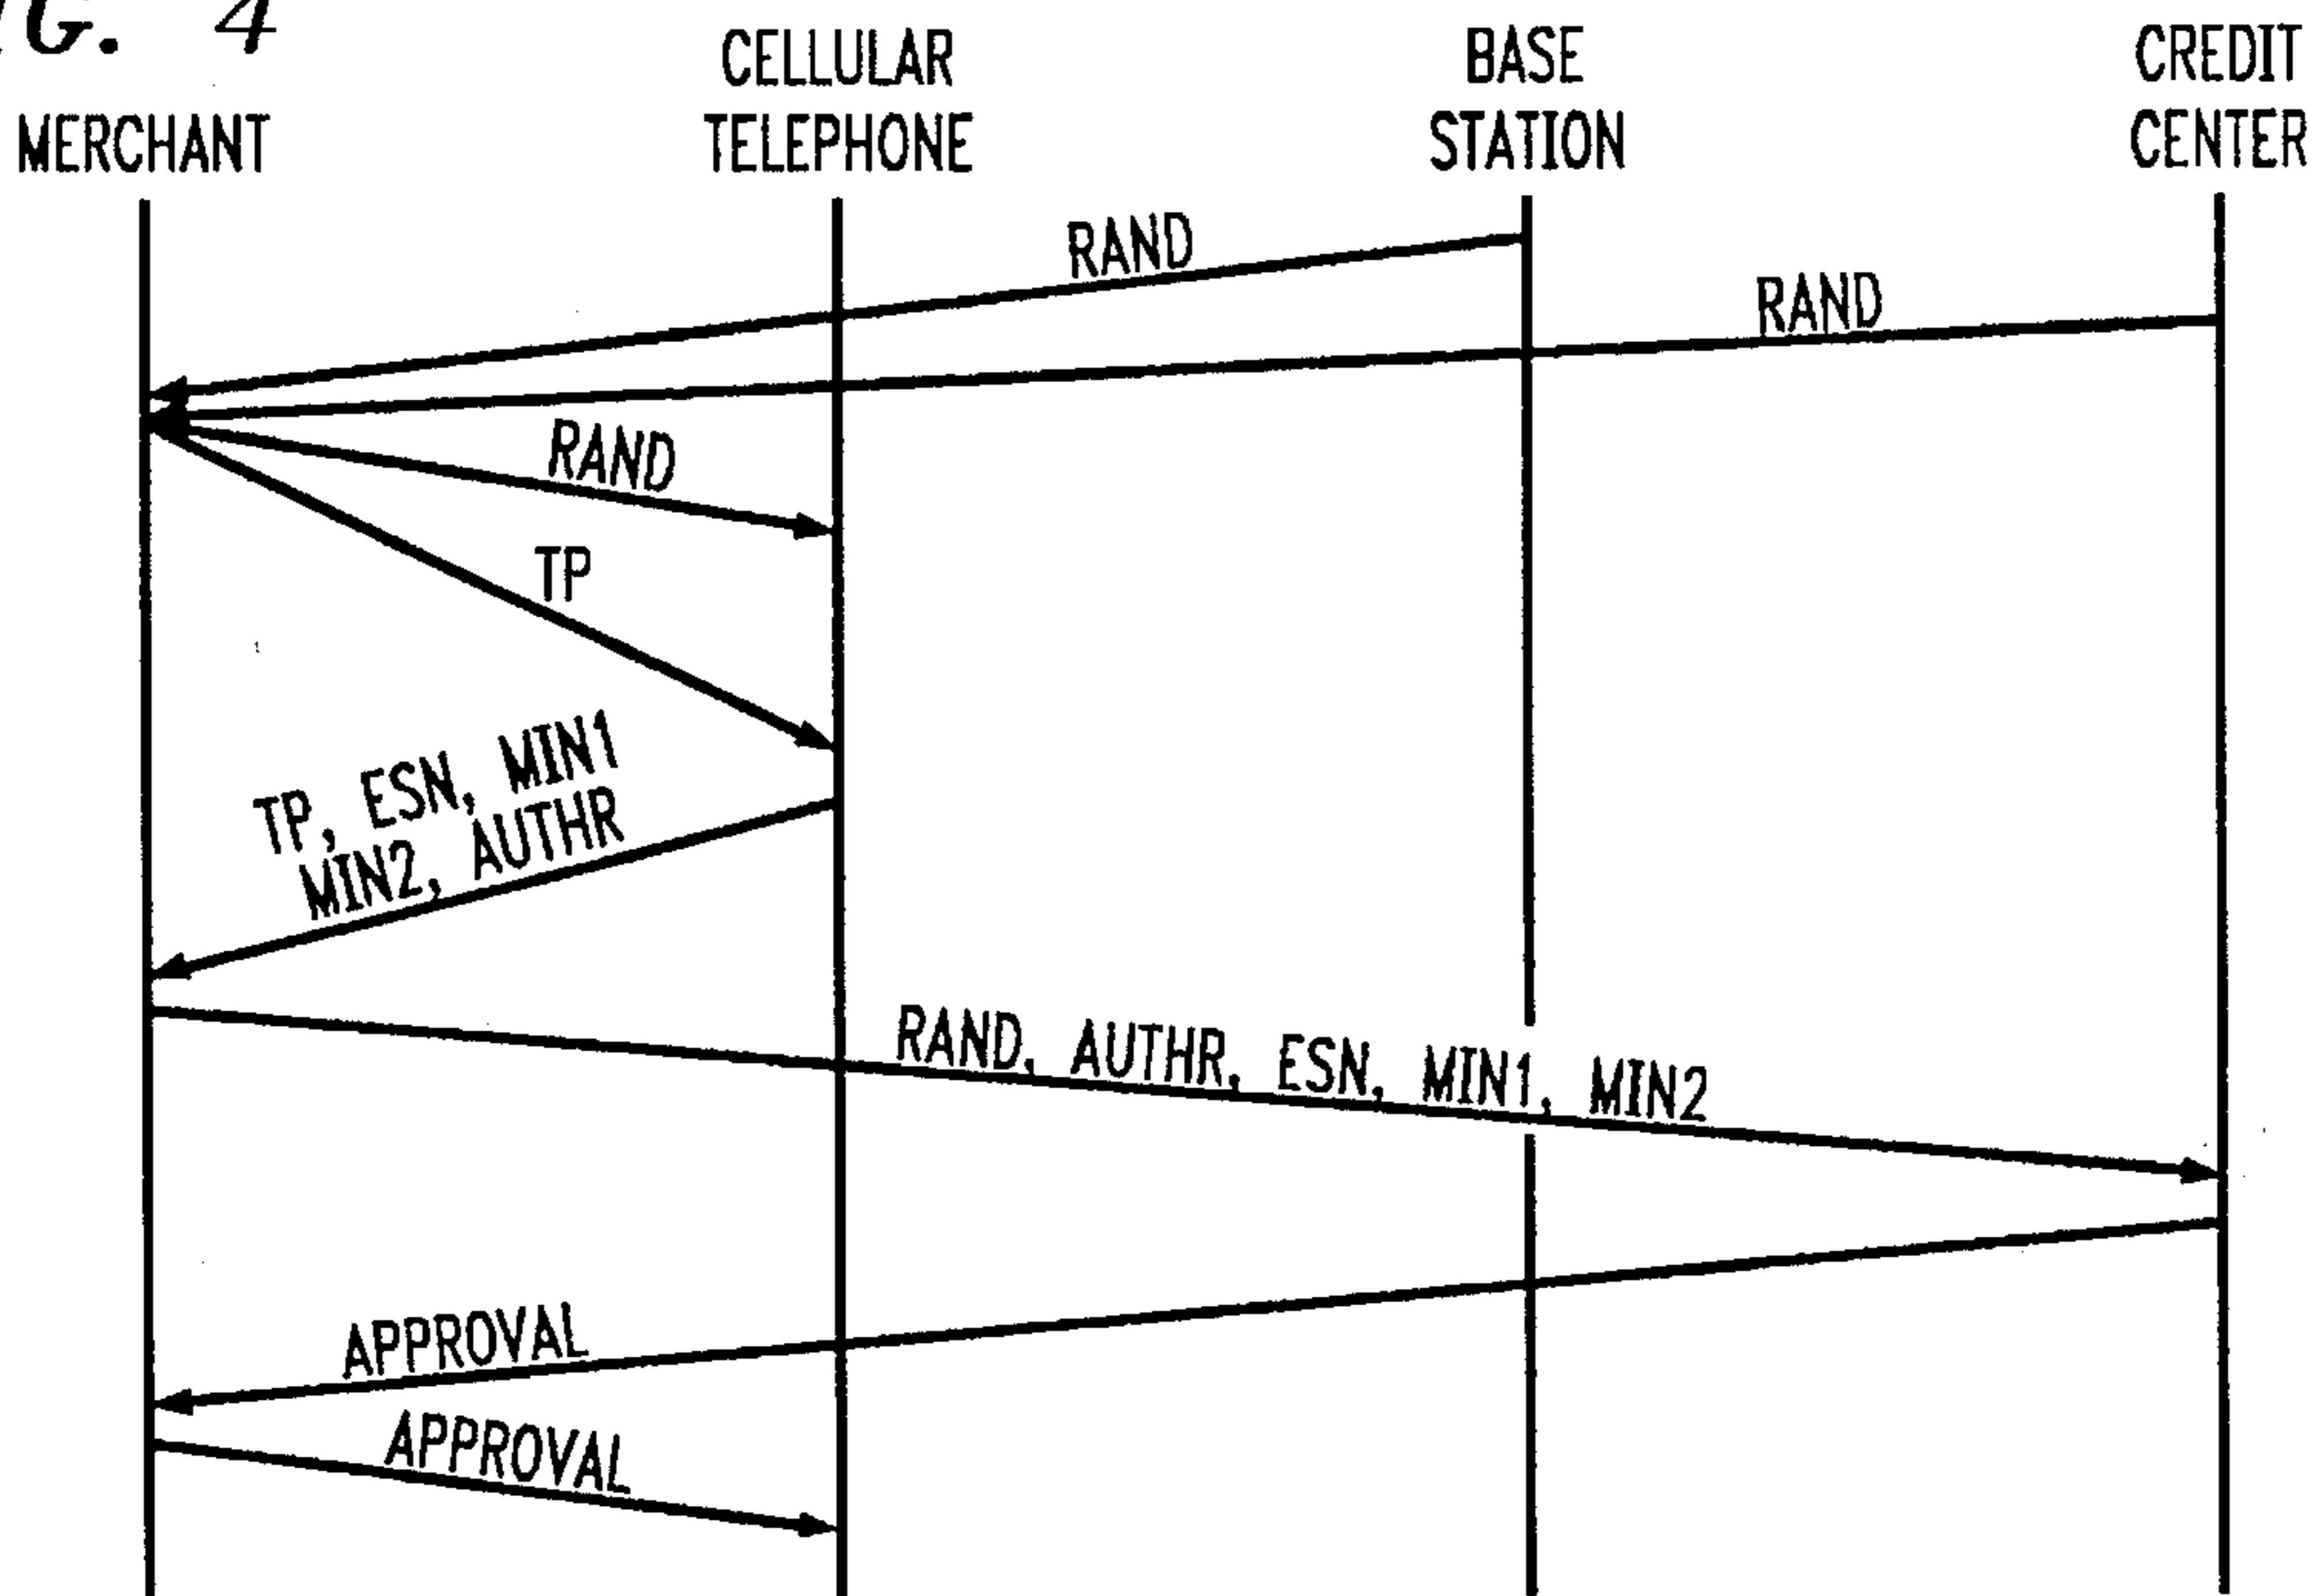 G. 4
MERCHANT
CELLULAR
TELEPHONE
BASE
STATION
CREDIT
CENTER
RAND
RAND
RAND
TP
TP, ESN, MIN1
MIN2, AUTHR
RAND, AUTHR, ESN, MIN1, MIN2
APPROVAL
APPROVAL